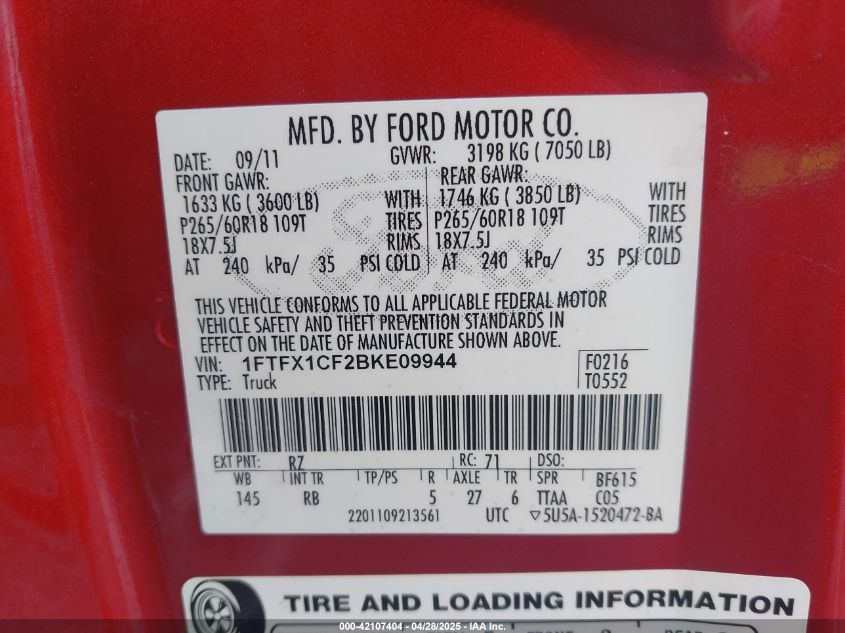 MFD. BY FORD MOTOR CO.
DATE: 09/11 GVWR: 3198 KG ( 7050 LB)
FRONT GAWR: REAR GAWR:
1633 KG ( 3600 LB) WITH 1746 KG ( 3850 LB) WITH
P265/60R18 109T TIRES P265/60R18 109T TIRES
18X7.5J RIMS 18X7.5J RIMS
AT 240 kPa/ 35 PSI COLD AT 240 kPa/ 35 PSI COLD
THIS VEHICLE CONFORMS TO ALL APPLICABLE FEDERAL MOTOR
VEHICLE SAFETY AND THEFT PREVENTION STANDARDS IN
EFFECT ON THE DATE OF MANUFACTURE SHOWN ABOVE.
VIN: 1FTFX1CF2BKE09944 F0216
TYPE: Truck T0552
EXT PNT: RZ RC: 71 DSO:
WB INT TR TP/PS R AXLE TR SPR BF615
145 RB 5 27 6 TTAA C05
2201109213561 UTC ▽5U5A-1520472-BA
TIRE AND LOADING INFORMATION
000-42107404 - 04/28/2025 - IAA, Inc.